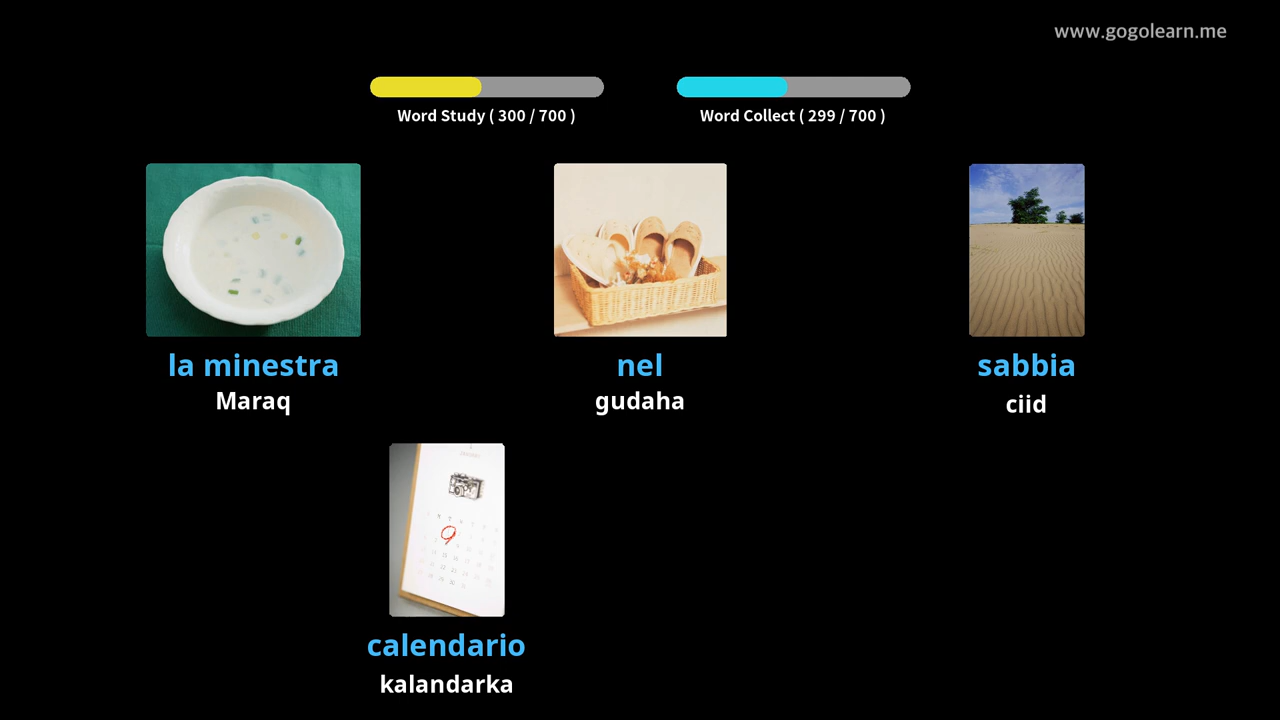 www.gogolearn.me
Word Study ( 300 / 700 )
Word Collect ( 299 / 700 )
la minestra
Maraq
nel
gudaha
sabbia
ciid
calendario
kalandarka